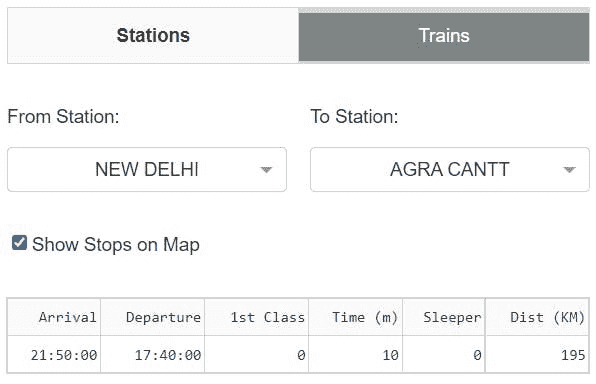 Stations Trains
From Station: To Station:
NEW DELHI AGRA CANTT
Show Stops on Map
Arrival Departure 1st Class Time (m) Sleeper Dist (KM)
21:50:00 17:40:00 0 10 0 195